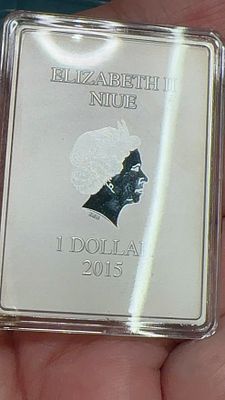 ELIZABETH II
NIUE
1 DOLLAR
2015